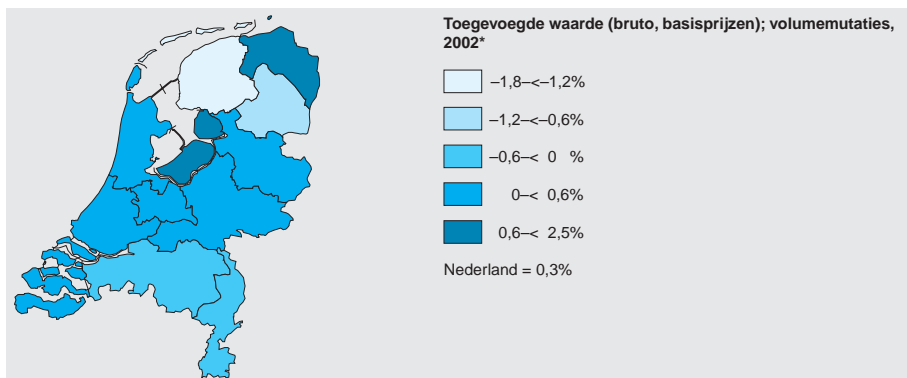 Toegevoegde waarde (bruto, basisprijzen); volumemutaties,
2002*
–1,8–<–1,2%
–1,2–<–0,6%
–0,6–< 0 %
0–< 0,6%
0,6–< 2,5%
Nederland = 0,3%